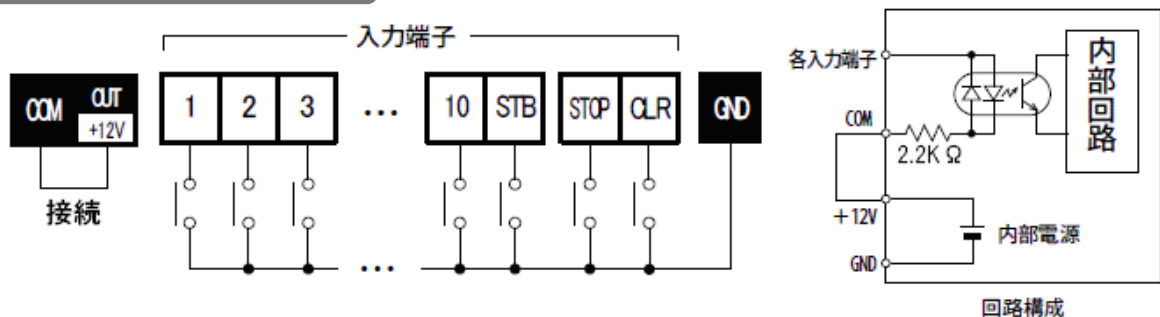 入力端子
COM OUT +12V 1 2 3 … 10 STB STOP CLR GND
接続
…
各入力端子
COM
2.2K Ω
+12V
GND
内部電源
内部回路
回路構成